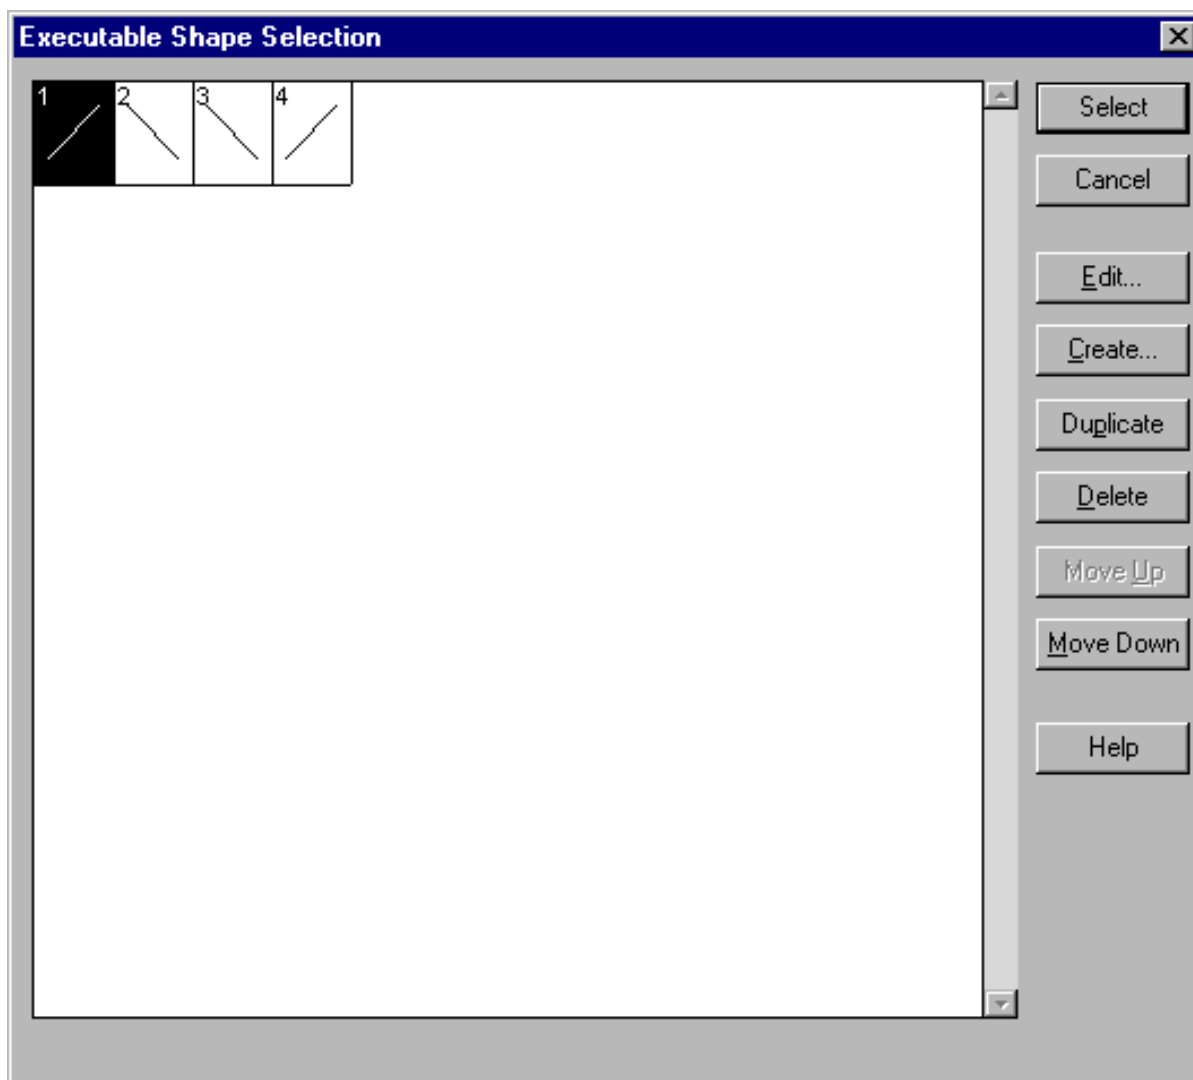 Executable Shape Selection
1 2 3 4
Select
Cancel
Edit...
Create...
Duplicate
Delete
Move Up
Move Down
Help